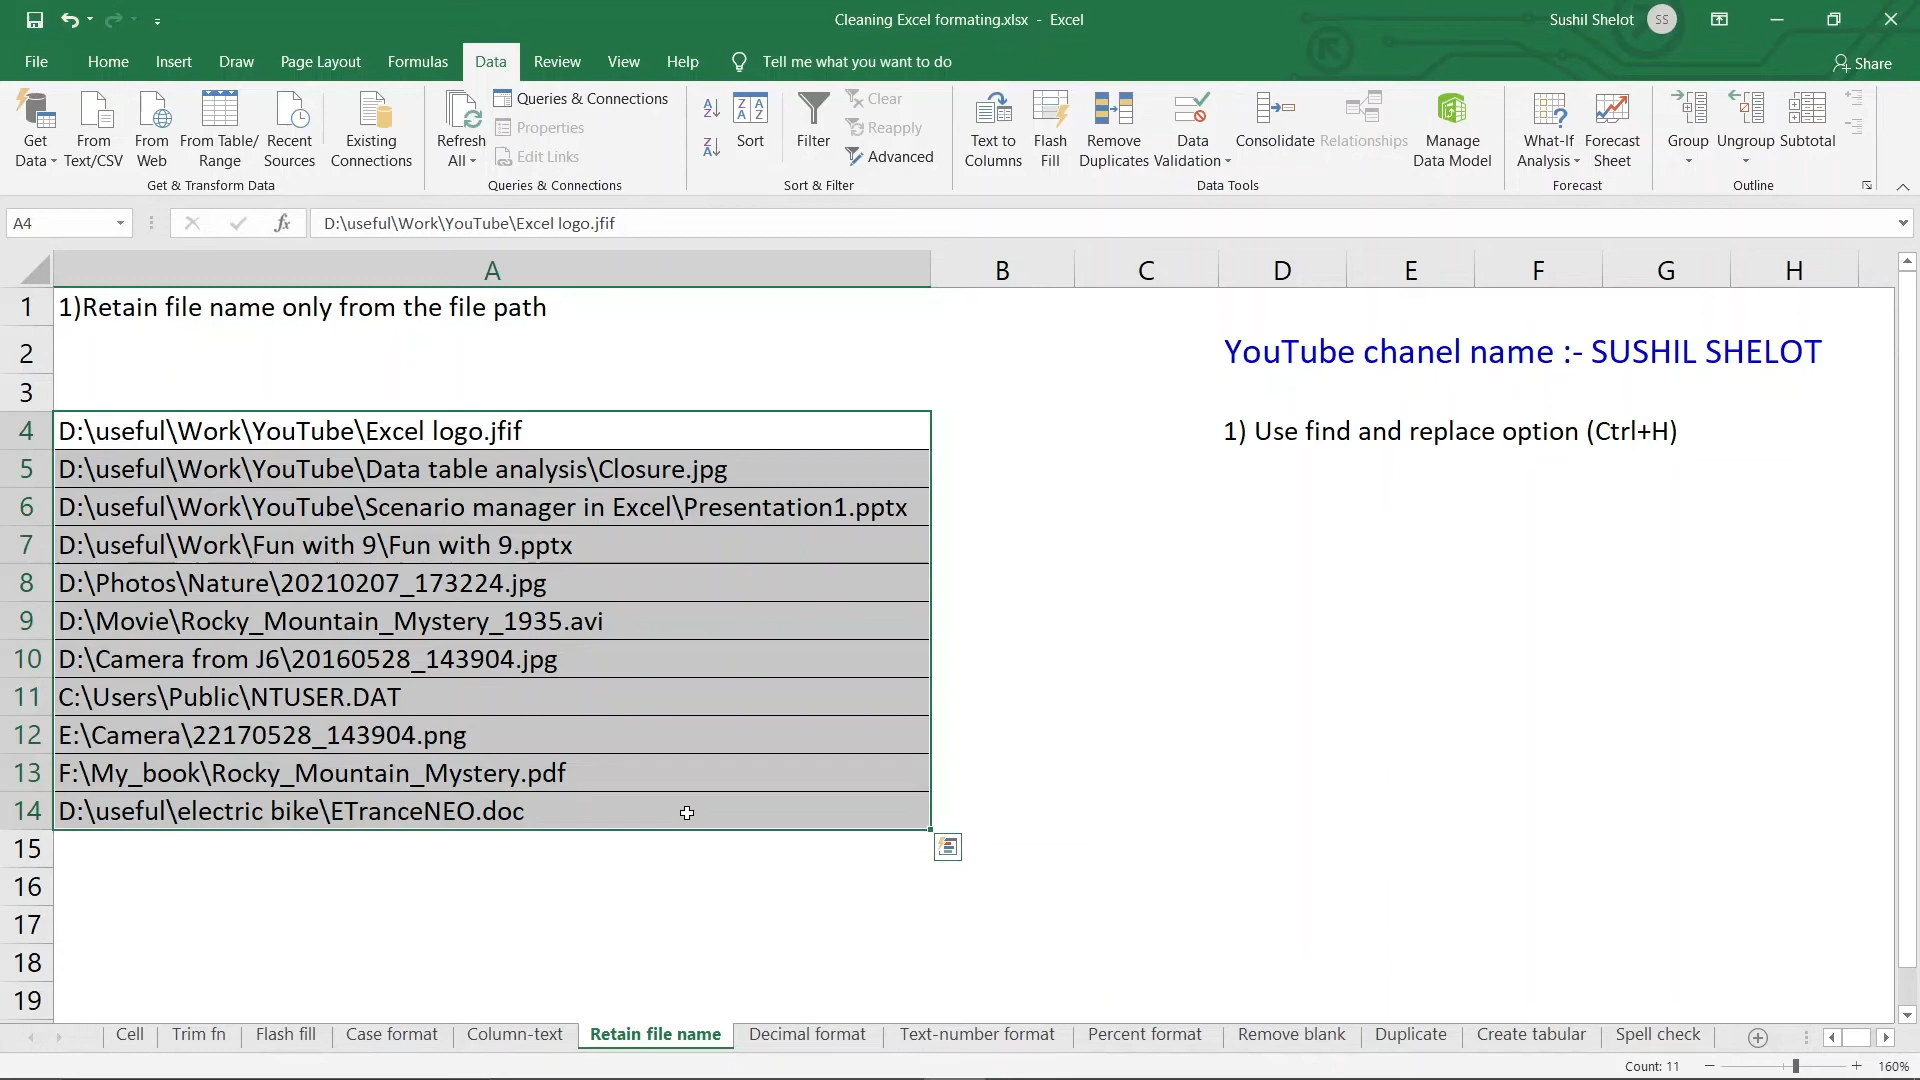 Cleaning Excel formating.xlsx - Excel
Sushil Shelot
SS
File Home Insert Draw Page Layout Formulas Data Review View Help Tell me what you want to do
Share
Get Data
From Text/CSV
From Web
From Table/ Range
Recent Sources
Existing Connections
Get & Transform Data
Refresh All
Queries & Connections
Properties
Edit Links
Queries & Connections
Sort
Filter
Clear
Reapply
Advanced
Sort & Filter
Text to Columns
Flash Fill
Remove Duplicates
Data Validation
Consolidate
Relationships
Manage Data Model
Data Tools
What-If Analysis
Forecast Sheet
Forecast
Group
Ungroup
Subtotal
Outline
A4
fx
D:\useful\Work\YouTube\Excel logo.jfif
A B C D E F G H
1 1)Retain file name only from the file path
2 YouTube chanel name :- SUSHIL SHELOT
3
4 D:\useful\Work\YouTube\Excel logo.jfif 1) Use find and replace option (Ctrl+H)
5 D:\useful\Work\YouTube\Data table analysis\Closure.jpg
6 D:\useful\Work\YouTube\Scenario manager in Excel\Presentation1.pptx
7 D:\useful\Work\Fun with 9\Fun with 9.pptx
8 D:\Photos\Nature\20210207_173224.jpg
9 D:\Movie\Rocky_Mountain_Mystery_1935.avi
10 D:\Camera from J6\20160528_143904.jpg
11 C:\Users\Public\NTUSER.DAT
12 E:\Camera\22170528_143904.png
13 F:\My_book\Rocky_Mountain_Mystery.pdf
14 D:\useful\electric bike\ETranceNEO.doc
15
16
17
18
19
Cell Trim fn Flash fill Case format Column-text Retain file name Decimal format Text-number format Percent format Remove blank Duplicate Create tabular Spell check
Count: 11
160%